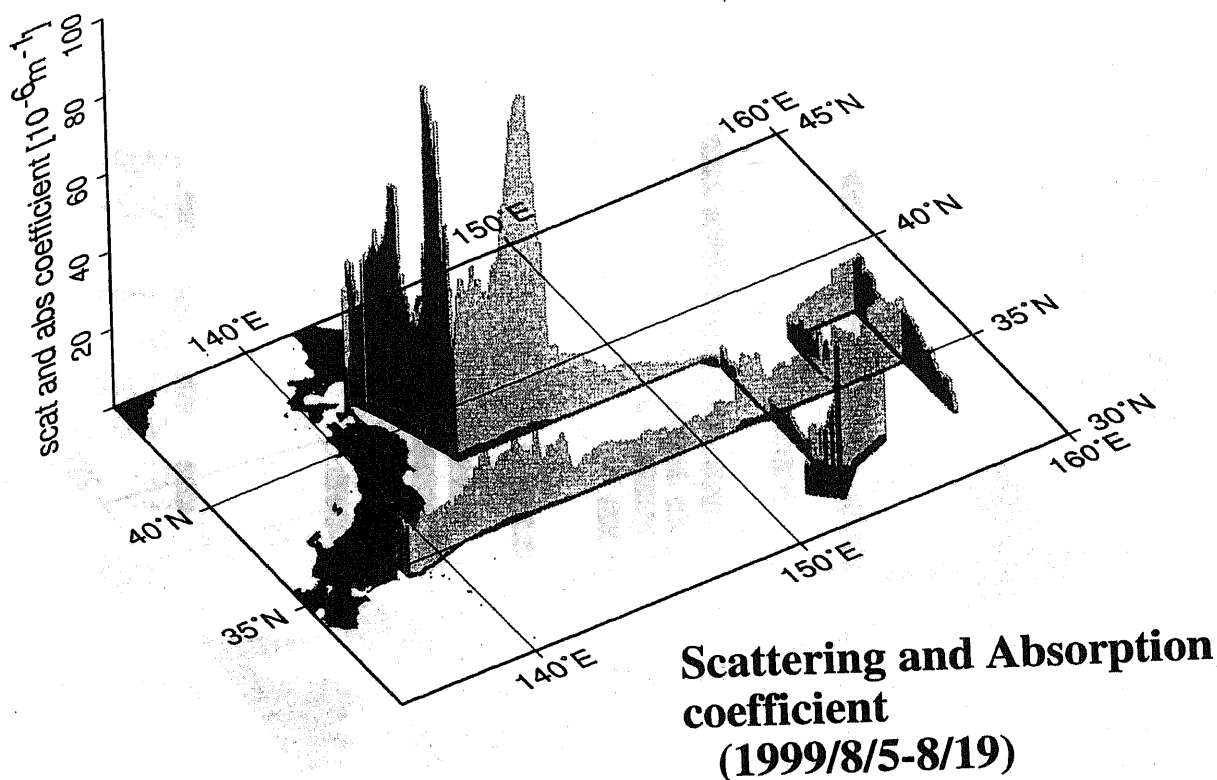 100
80
60
40
20
scat and abs coefficient [10⁻⁶m⁻¹]
160°E
45°N
150°E
40°N
140°E
35°N
30°N
160°E
40°N
150°E
35°N
140°E
Scattering and Absorption
coefficient
(1999/8/5-8/19)